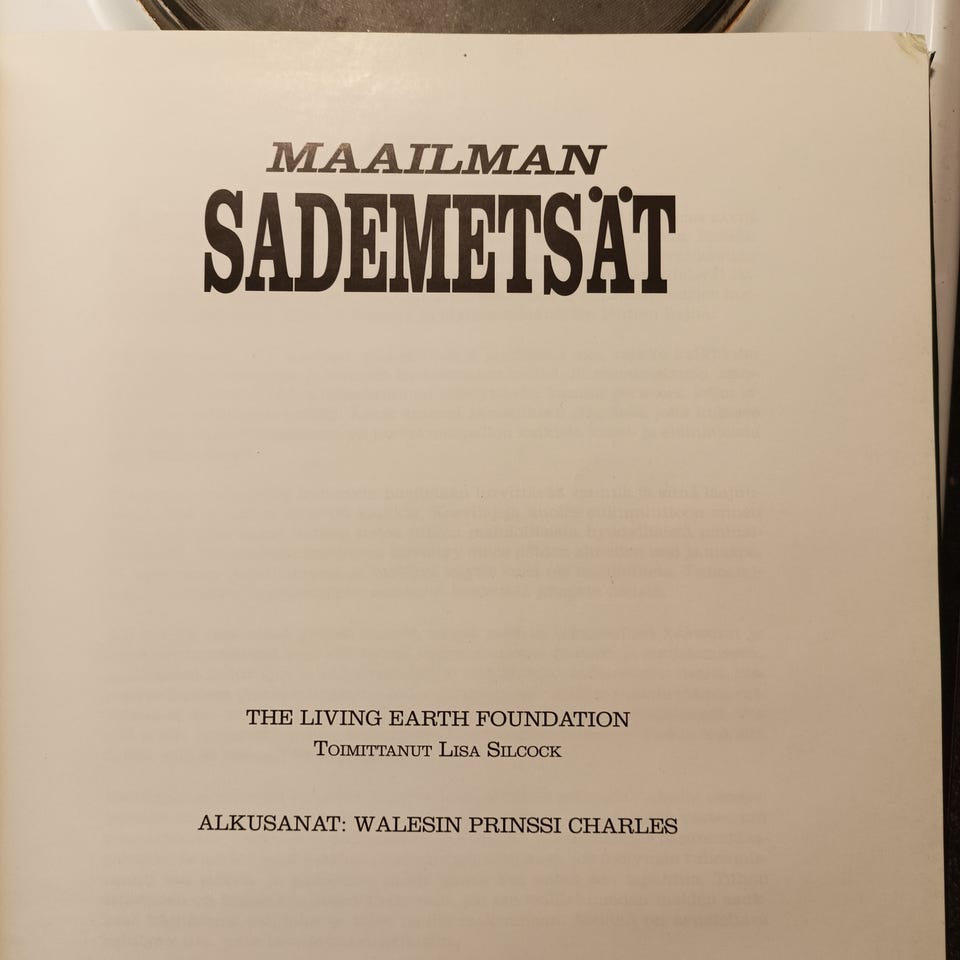 MAAILMAN
SADEMETSÄT
THE LIVING EARTH FOUNDATION
Toimittanut Lisa Silcock
ALKUSANAT: WALESIN PRINSSI CHARLES